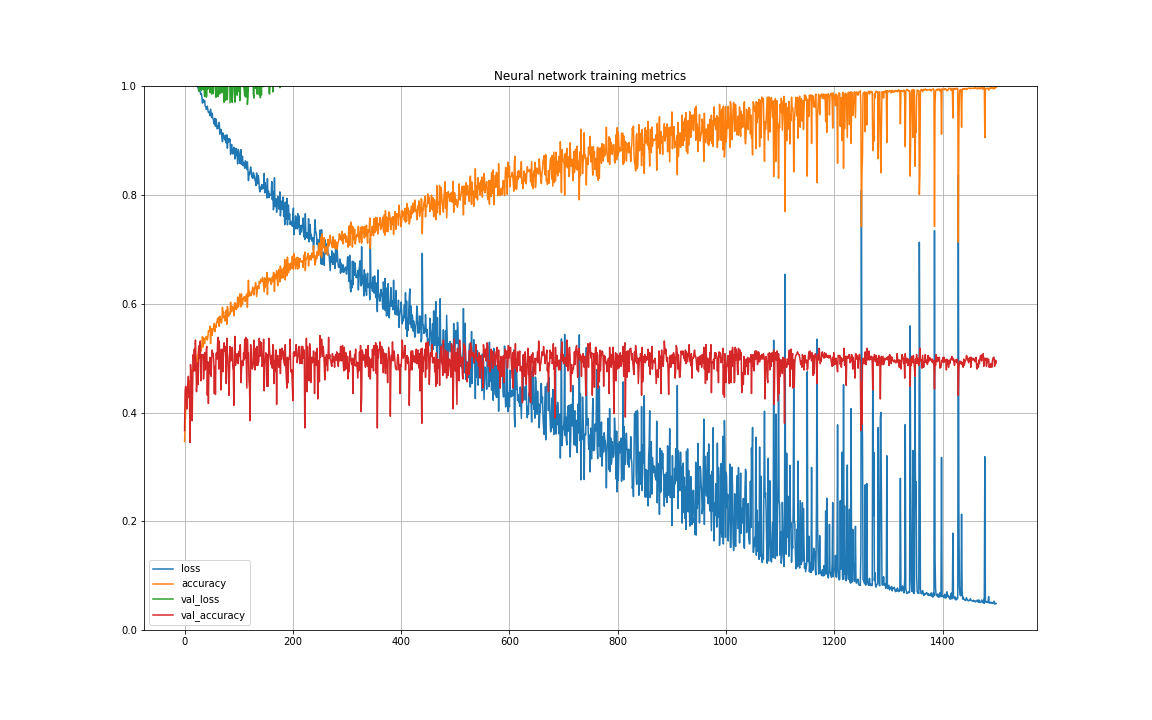 Neural network training metrics
1.0
0.8
0.6
0.4
0.2
0.0
loss
accuracy
val_loss
val_accuracy
0 200 400 600 800 1000 1200 1400